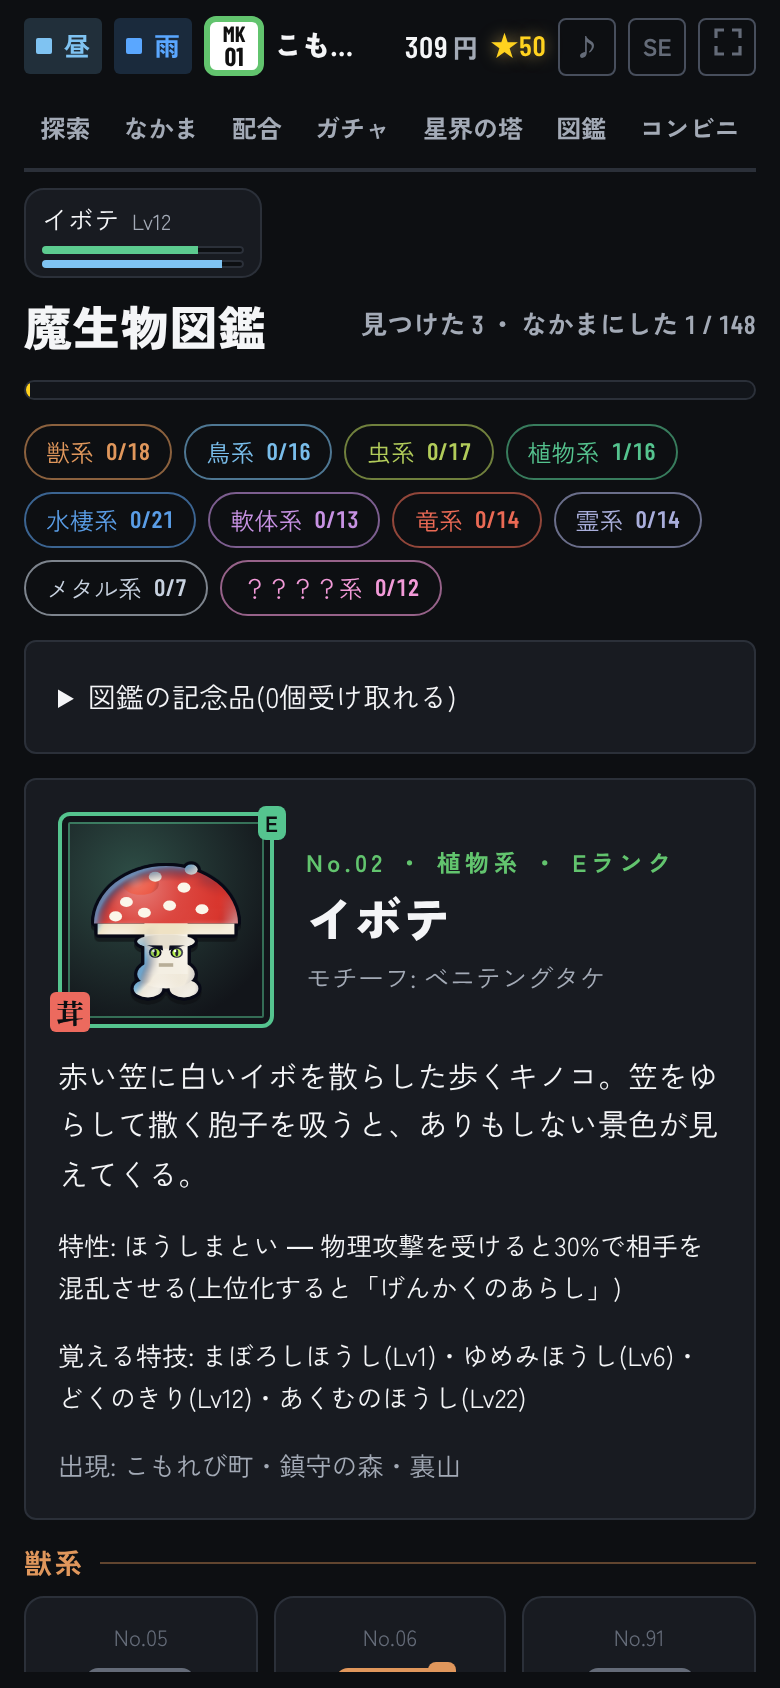 昼 雨 MK 01 こも… 309 円 ★50 ♪ SE
探索 なかま 配合 ガチャ 星界の塔 図鑑 コンビニ
イボテ Lv12
魔生物図鑑 見つけた 3 ・ なかまにした 1 / 148
獣系 0/18 鳥系 0/16 虫系 0/17 植物系 1/16
水棲系 0/21 軟体系 0/13 竜系 0/14 霊系 0/14
メタル系 0/7 ？？？？系 0/12
▶ 図鑑の記念品(0個受け取れる)
E
No.02 ・ 植物系 ・ Eランク
イボテ
モチーフ: ベニテングタケ
茸
赤い笠に白いイボを散らした歩くキノコ。笠をゆ
らして撒く胞子を吸うと、ありもしない景色が見
えてくる。
特性: ほうしまとい — 物理攻撃を受けると30%で相手を
混乱させる(上位化すると「げんかくのあらし」)
覚える特技: まぼろしほうし(Lv1)・ゆめみほうし(Lv6)・
どくのきり(Lv12)・あくむのほうし(Lv22)
出現: こもれび町・鎮守の森・裏山
獣系
No.05 No.06 No.91